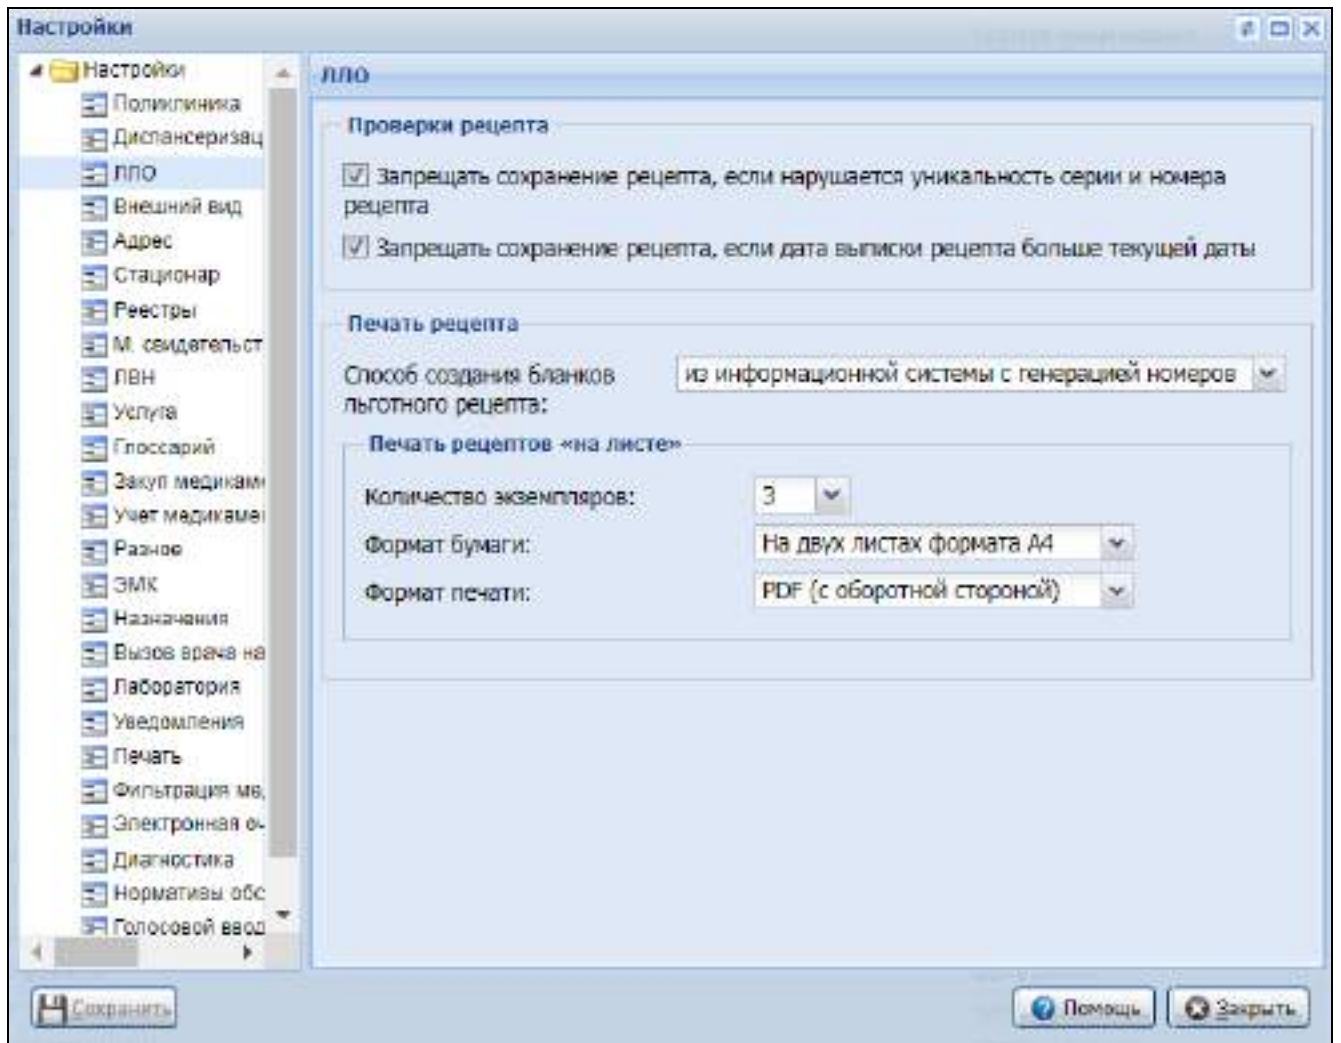 Настройки
Настройки
Поликлиника
Диспансеризац
ЛЛО
Внешний вид
Адрес
Стационар
Реестры
М. свидетельст
ЛВН
Услуга
Глоссарий
Закуп медикам
Учет медикаме
Разное
ЭМК
Назначения
Вызов врача на
Лаборатория
Уведомления
Печать
Фильтрация ме
Электронная оч
Диагностика
Нормативы обс
Голосовой ввод
ЛЛО
Проверки рецепта
Запрещать сохранение рецепта, если нарушается уникальность серии и номера
рецепта
Запрещать сохранение рецепта, если дата выписки рецепта больше текущей даты
Печать рецепта
Способ создания бланков
льготного рецепта:
из информационной системы с генерацией номеров
Печать рецептов «на листе»
Количество экземпляров: 3
Формат бумаги: На двух листах формата А4
Формат печати: PDF (с оборотной стороной)
Сохранить
Помощь
Закрыть